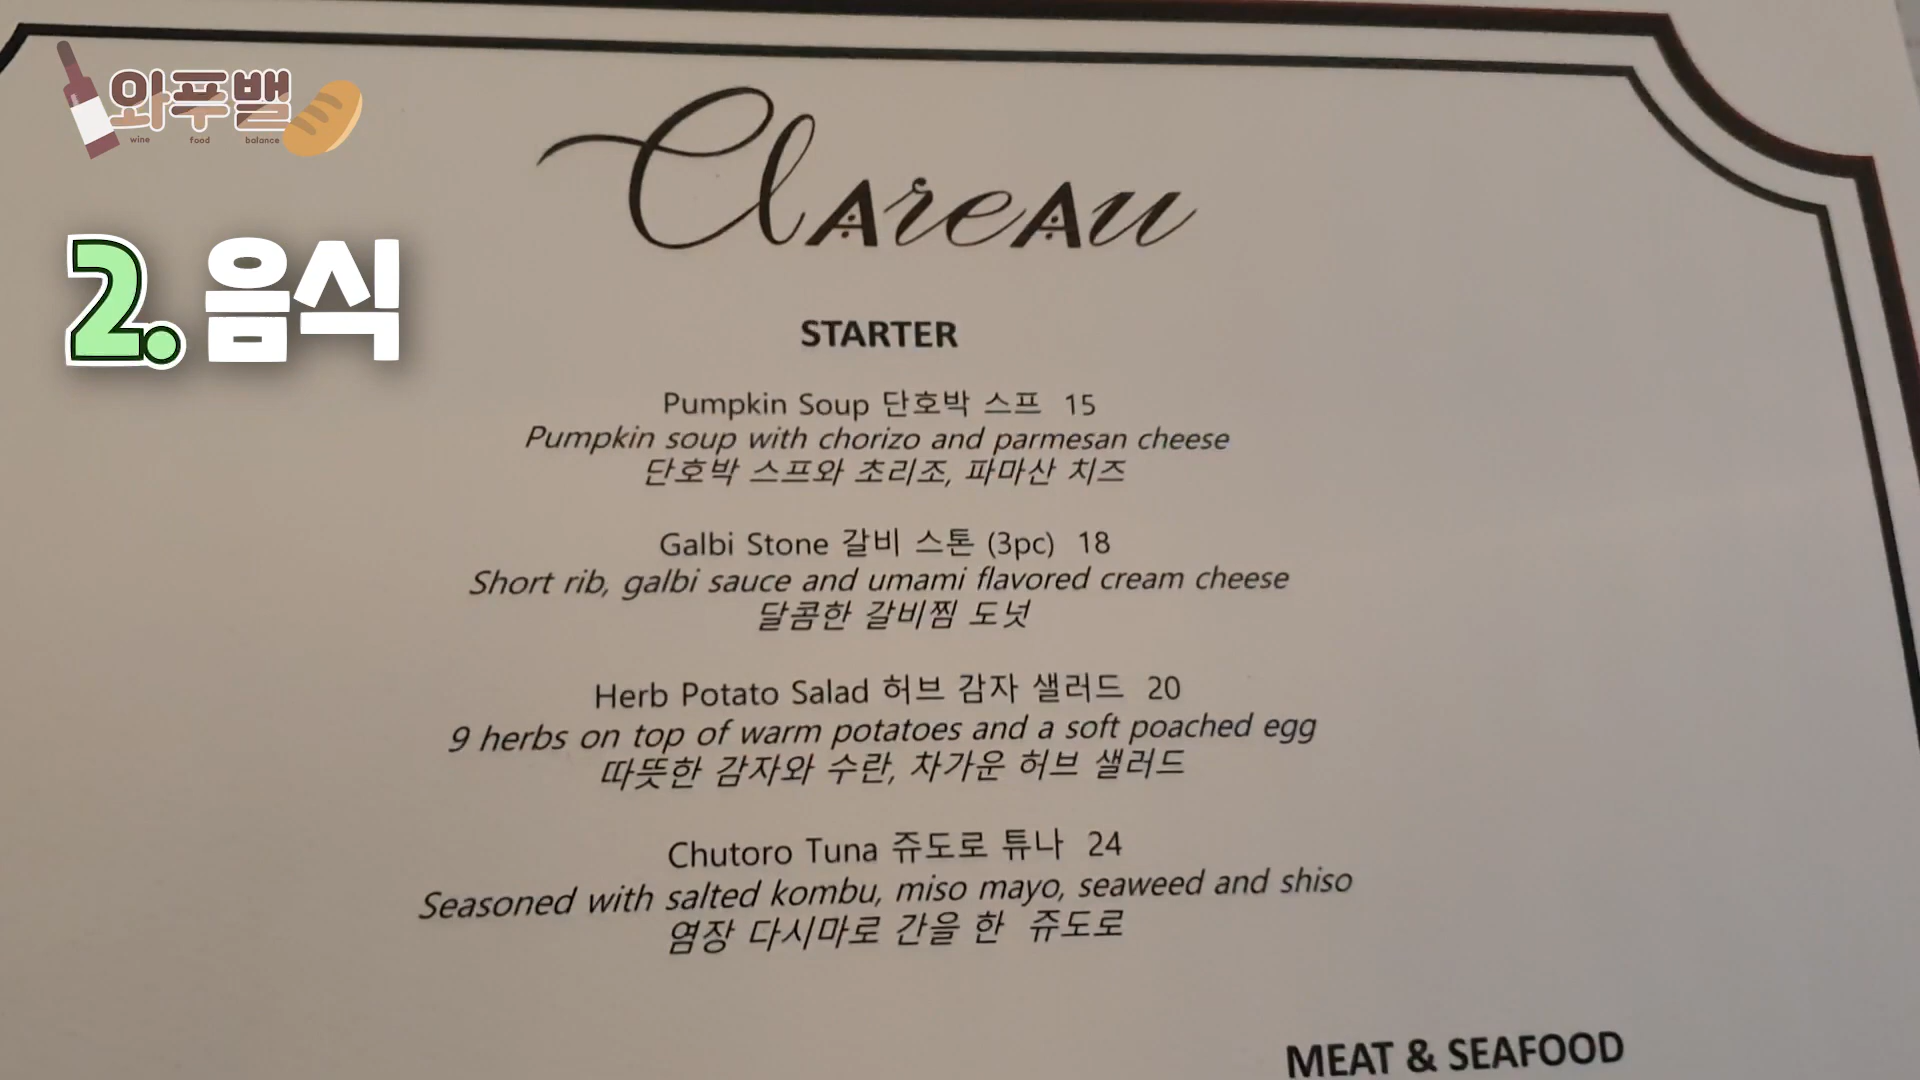 와푸밸
wine food balance
2. 음식
ClAreAu
STARTER
Pumpkin Soup 단호박 스프 15
Pumpkin soup with chorizo and parmesan cheese
단호박 스프와 초리조, 파마산 치즈
Galbi Stone 갈비 스톤 (3pc) 18
Short rib, galbi sauce and umami flavored cream cheese
달콤한 갈비찜 도넛
Herb Potato Salad 허브 감자 샐러드 20
9 herbs on top of warm potatoes and a soft poached egg
따뜻한 감자와 수란, 차가운 허브 샐러드
Chutoro Tuna 쥬도로 튜나 24
Seasoned with salted kombu, miso mayo, seaweed and shiso
염장 다시마로 간을 한 쥬도로
MEAT & SEAFOOD